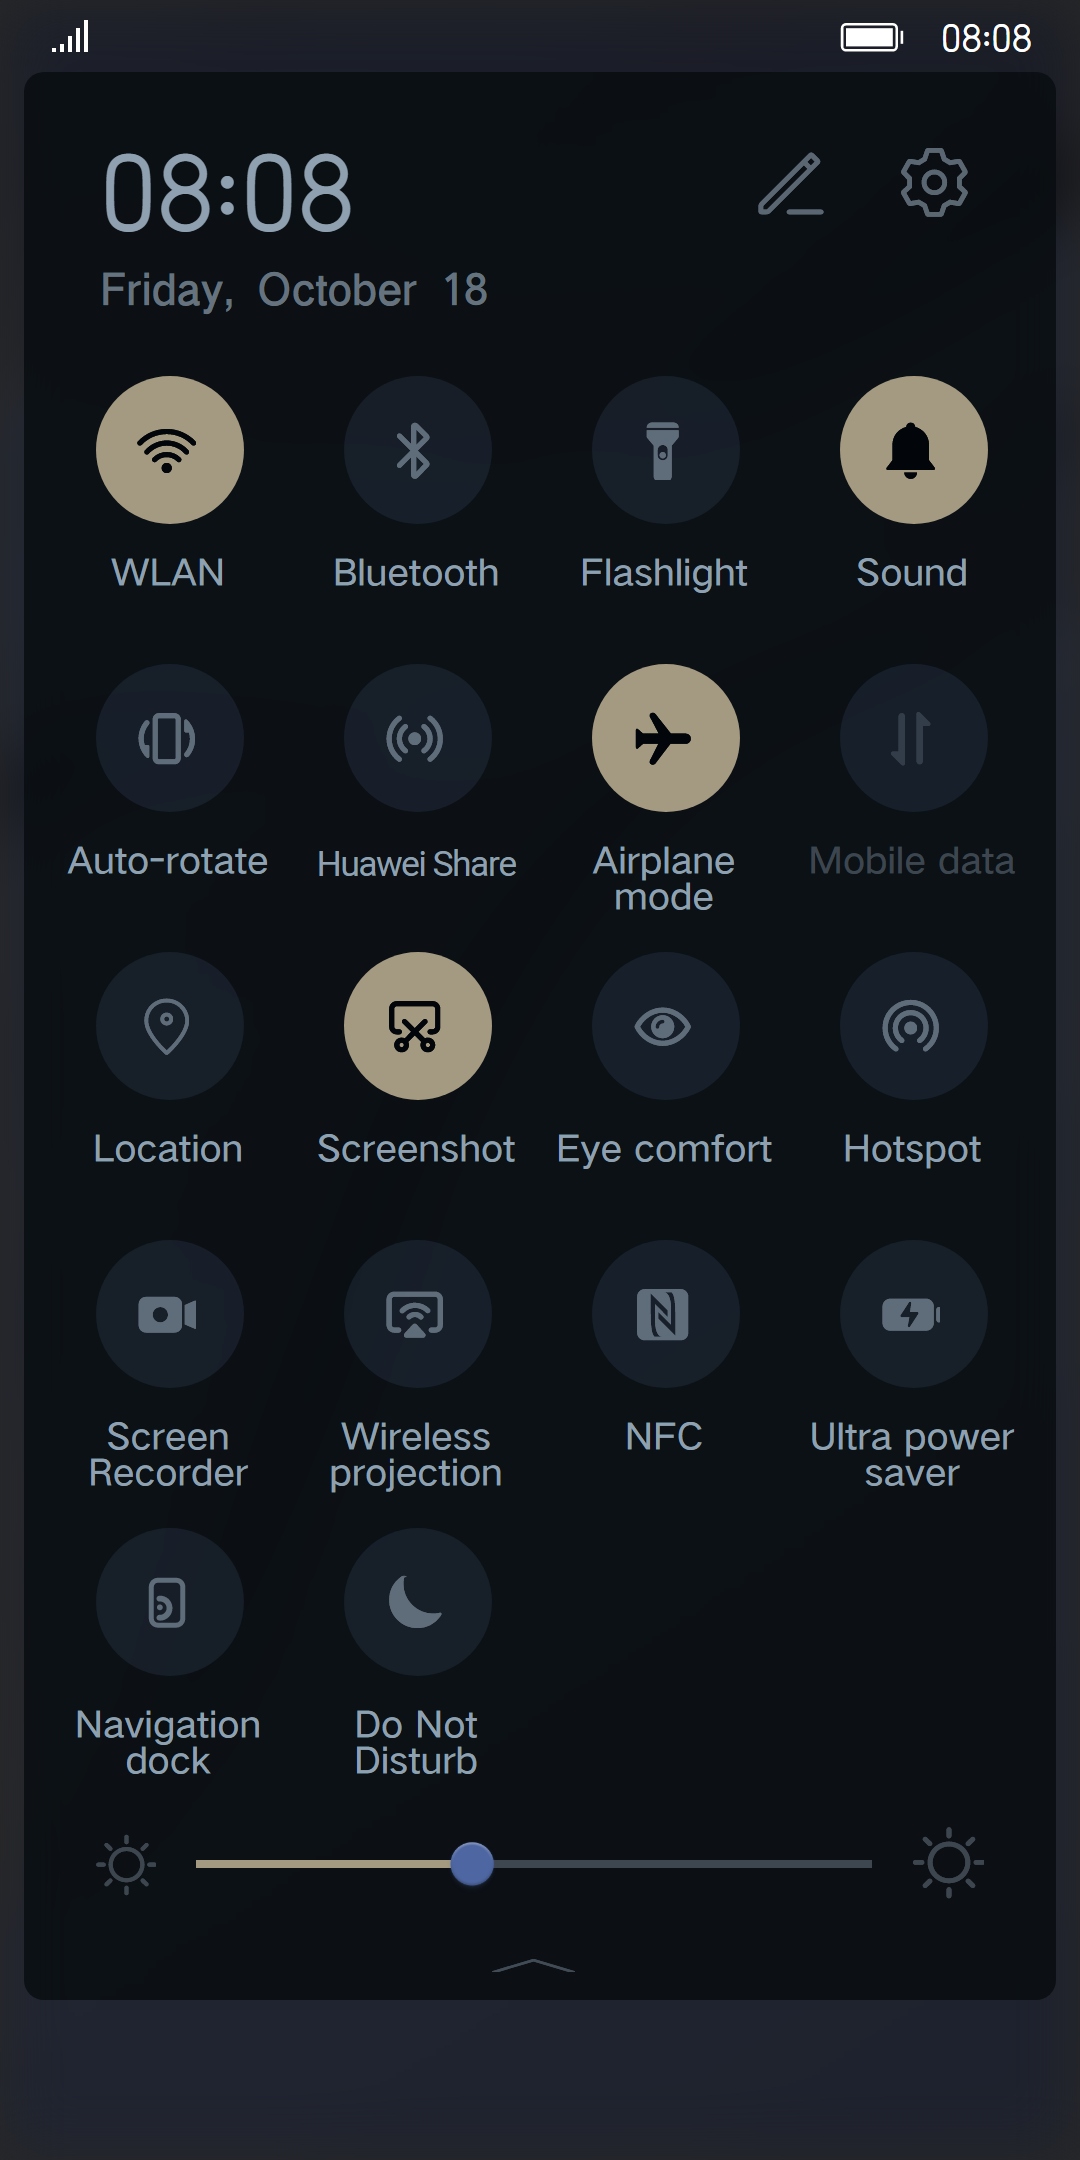 08:08
08:08
Friday, October 18
WLAN
Bluetooth
Flashlight
Sound
Auto-rotate
Huawei Share
Airplane
mode
Mobile data
Location
Screenshot
Eye comfort
Hotspot
Screen
Recorder
Wireless
projection
NFC
Ultra power
saver
Navigation
dock
Do Not
Disturb